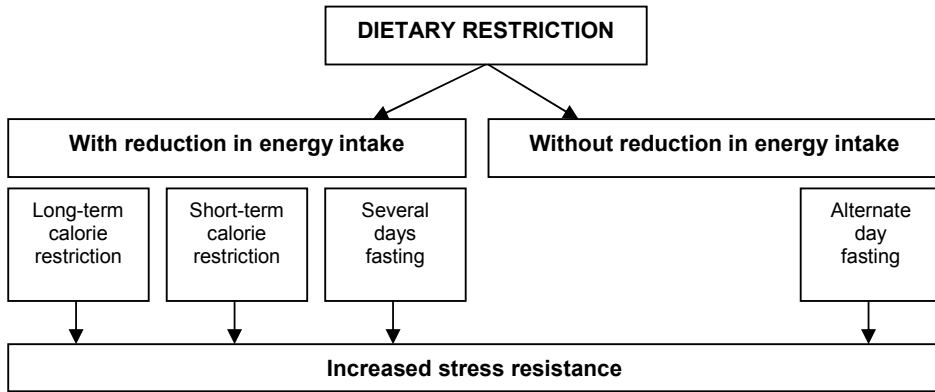 DIETARY RESTRICTION
With reduction in energy intake
Without reduction in energy intake
Long-term
calorie
restriction
Short-term
calorie
restriction
Several
days
fasting
Alternate
day
fasting
Increased stress resistance